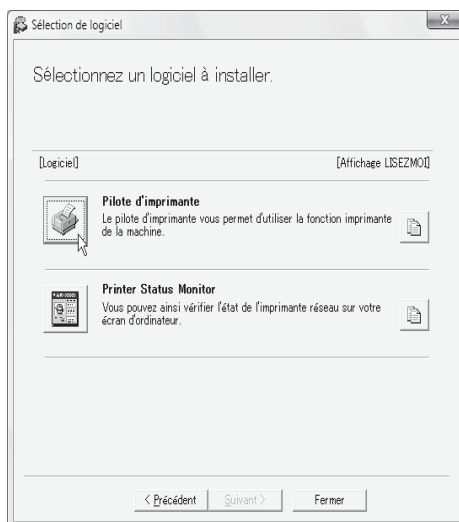 Sélection de logiciel
Sélectionnez un logiciel à installer.
[Logiciel] [Affichage LISEZMOI]
Pilote d'imprimante
Le pilote d'imprimante vous permet d'utiliser la fonction imprimante
de la machine.
Printer Status Monitor
Vous pouvez ainsi vérifier l'état de l'imprimante réseau sur votre
écran d'ordinateur.
< Précédent Suivant > Fermer